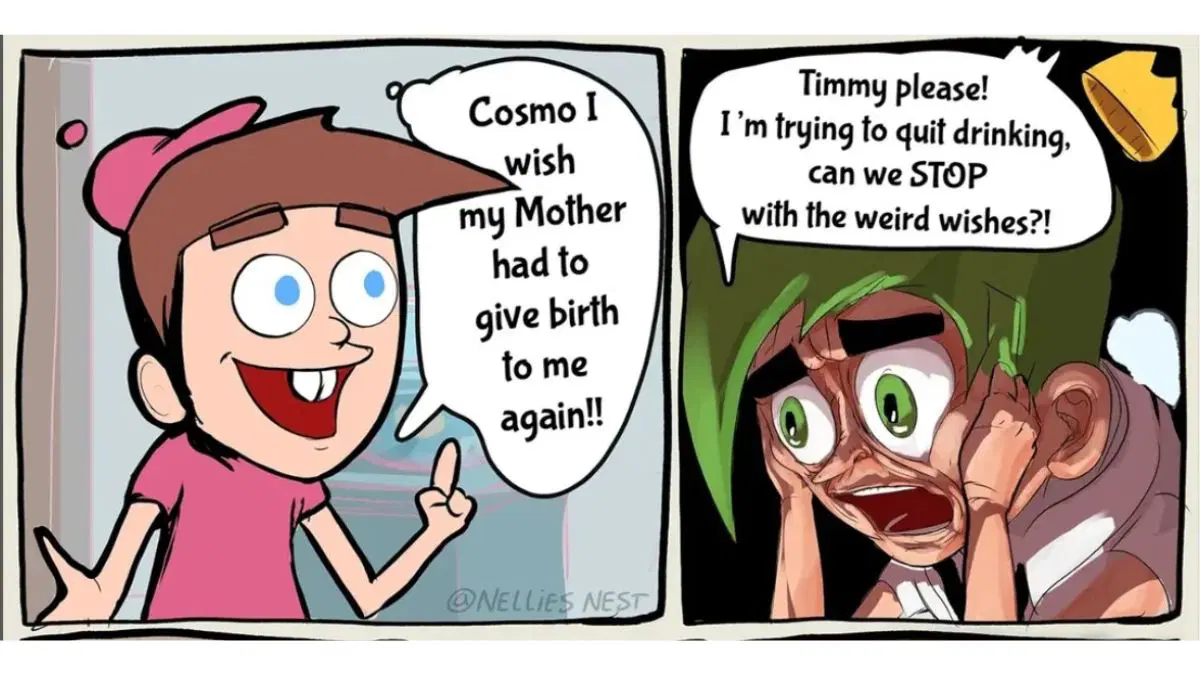 Cosmo I
wish
my Mother
had to
give birth
to me
again!!
@NELLIES NEST
Timmy please!
I'm trying to quit drinking,
can we STOP
with the weird wishes?!